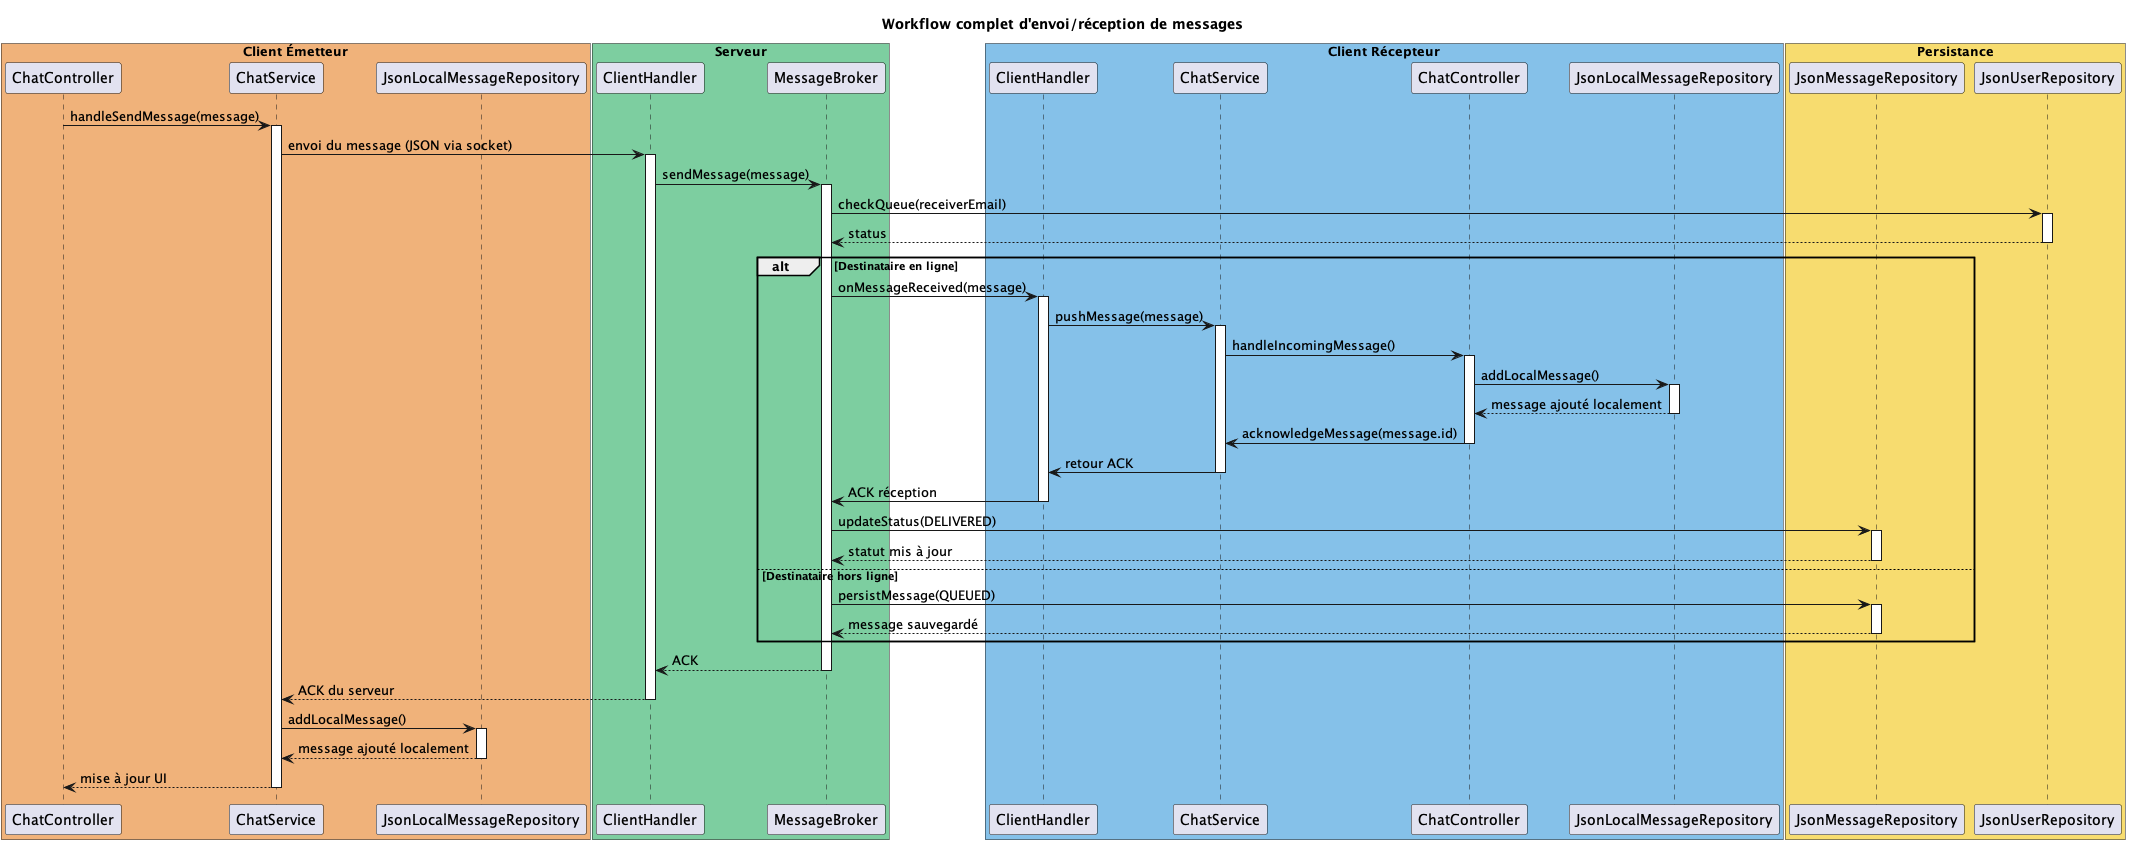 Workflow complet d'envoi/réception de messages
Client Émetteur
Serveur
Client Récepteur
Persistance
ChatController
ChatService
JsonLocalMessageRepository
ClientHandler
MessageBroker
ClientHandler
ChatService
ChatController
JsonLocalMessageRepository
JsonMessageRepository
JsonUserRepository
handleSendMessage(message)
envoi du message (JSON via socket)
sendMessage(message)
checkQueue(receiverEmail)
status
alt
[Destinataire en ligne]
onMessageReceived(message)
pushMessage(message)
handleIncomingMessage()
addLocalMessage()
message ajouté localement
acknowledgeMessage(message.id)
retour ACK
ACK réception
updateStatus(DELIVERED)
statut mis à jour
[Destinataire hors ligne]
persistMessage(QUEUED)
message sauvegardé
ACK
ACK du serveur
addLocalMessage()
message ajouté localement
mise à jour UI
ChatController
ChatService
JsonLocalMessageRepository
ClientHandler
MessageBroker
ClientHandler
ChatService
ChatController
JsonLocalMessageRepository
JsonMessageRepository
JsonUserRepository